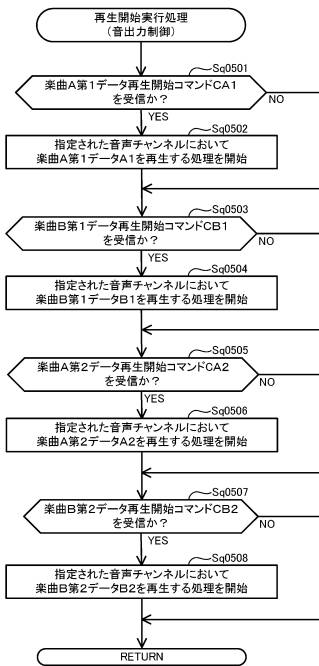 再生開始実行処理
(音出力制御)
Sq0501
楽曲A第1データ再生開始コマンドCA1
を受信か?
NO
YES
Sq0502
指定された音声チャンネルにおいて
楽曲A第1データA1を再生する処理を開始
Sq0503
楽曲B第1データ再生開始コマンドCB1
を受信か?
NO
YES
Sq0504
指定された音声チャンネルにおいて
楽曲B第1データB1を再生する処理を開始
Sq0505
楽曲A第2データ再生開始コマンドCA2
を受信か?
NO
YES
Sq0506
指定された音声チャンネルにおいて
楽曲A第2データA2を再生する処理を開始
Sq0507
楽曲B第2データ再生開始コマンドCB2
を受信か?
NO
YES
Sq0508
指定された音声チャンネルにおいて
楽曲B第2データB2を再生する処理を開始
RETURN